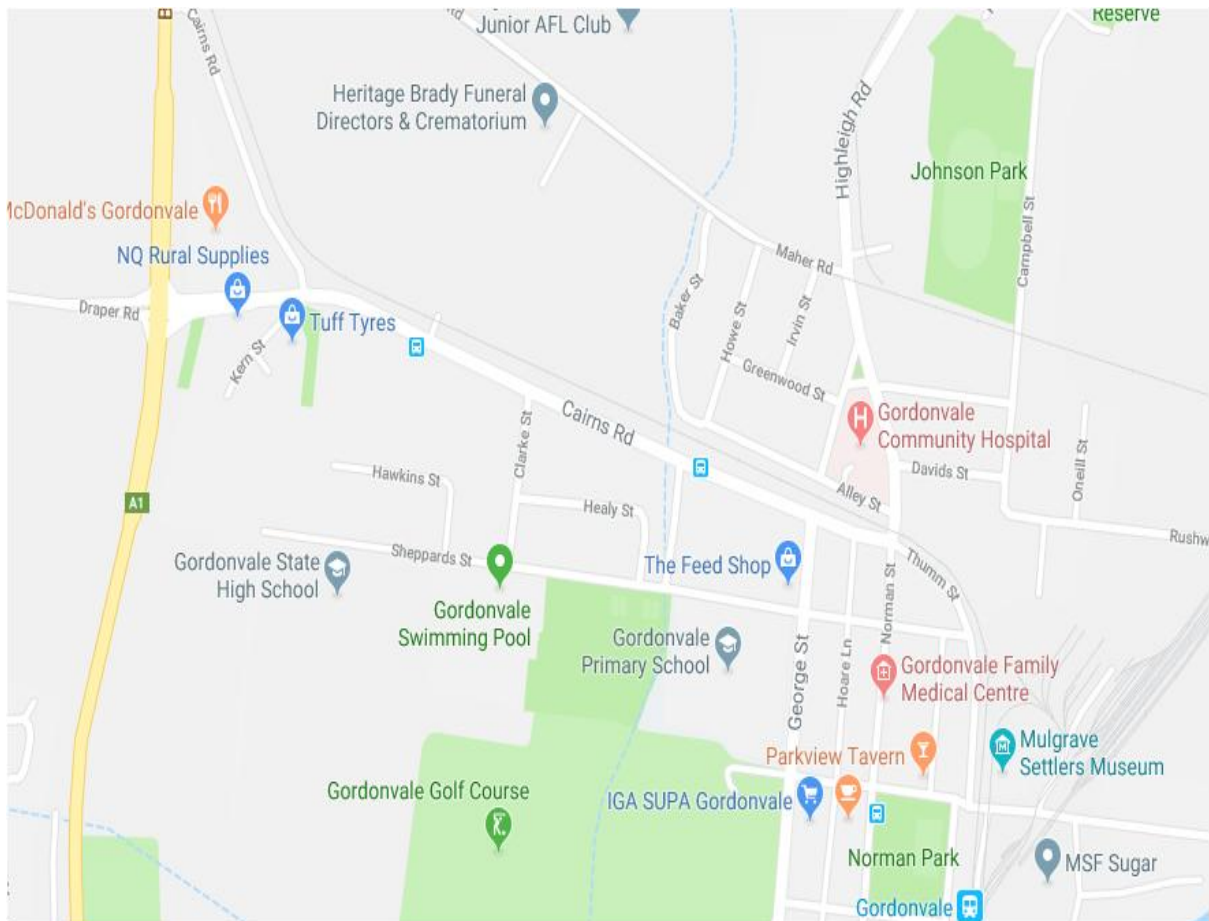 Cairns Rd
Rd
Junior AFL Club
Reserve
Heritage Brady Funeral
Directors & Crematorium
Highleigh Rd
Johnson Park
Campbell St
McDonald's Gordonvale
NQ Rural Supplies
Maher Rd
Draper Rd
Tuff Tyres
Baker St
Howe St
Irvin St
Kern St
Greenwood St
Cairns Rd
Clarke St
Gordonvale
Community Hospital
Oneill St
Hawkins St
Davids St
A1
Alley St
Healy St
Sheppards St
Gordonvale State
High School
The Feed Shop
Thumm St
Norman St
Gordonvale
Swimming Pool
Gordonvale
Primary School
George St
Hoare Ln
Gordonvale Family
Medical Centre
Parkview Tavern
Mulgrave
Settlers Museum
Gordonvale Golf Course
IGA SUPA Gordonvale
Norman Park
MSF Sugar
Gordonvale